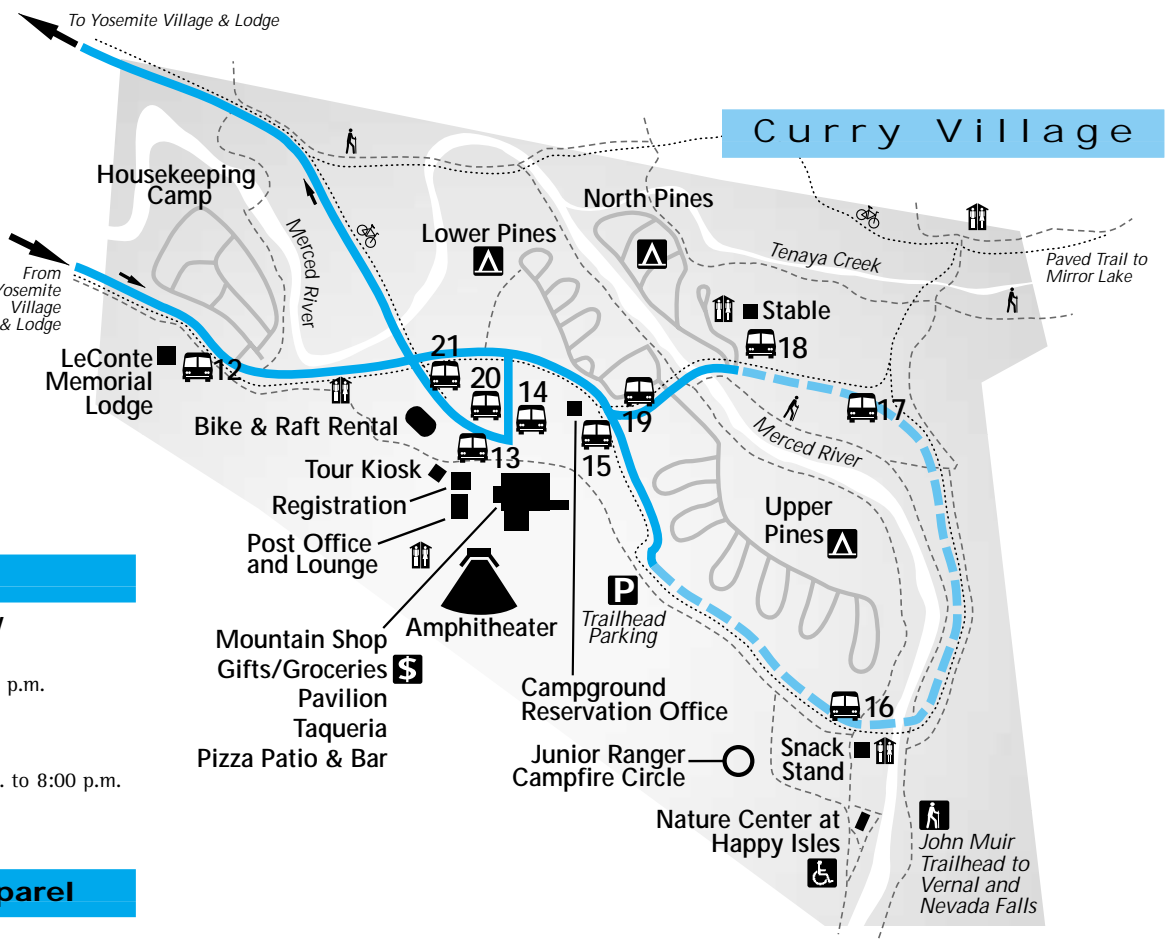 To Yosemite Village & Lodge
Curry Village
Housekeeping
Camp
North Pines
Lower Pines
Merced River
Tenaya Creek
Paved Trail to
Mirror Lake
From
Yosemite
Village
& Lodge
Stable
18
LeConte
Memorial
Lodge
12
21
20
14
19
17
Bike & Raft Rental
13
15
Merced River
Tour Kiosk
Registration
Upper
Pines
Post Office
and Lounge
P
Trailhead
Parking
Amphitheater
Mountain Shop
Gifts/Groceries $
Pavilion
Taqueria
Pizza Patio & Bar
Campground
Reservation Office
16
Junior Ranger
Campfire Circle
Snack
Stand
Nature Center at
Happy Isles
John Muir
Trailhead to
Vernal and
Nevada Falls
p.m.
. to 8:00 p.m.
parel